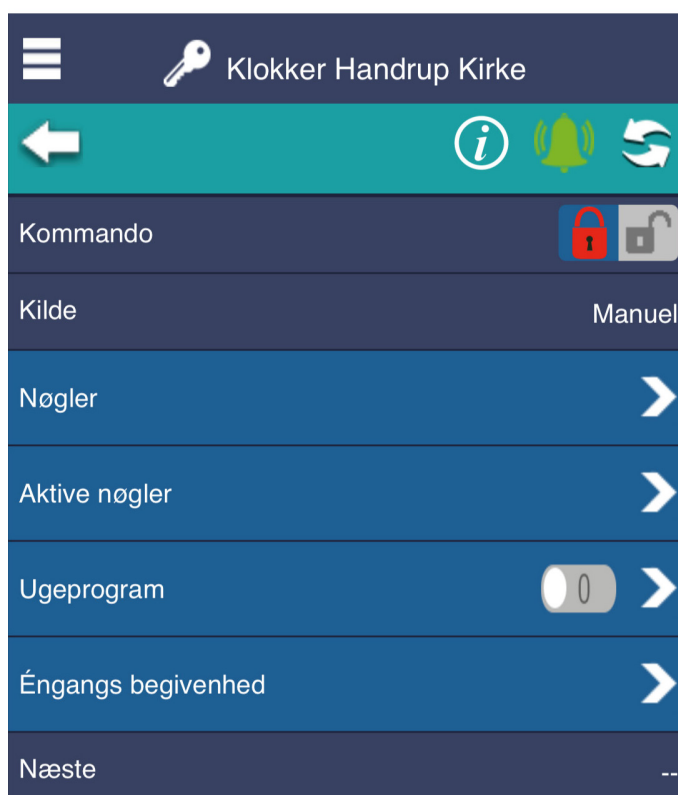 Klokker Handrup Kirke
Kommando
Kilde Manuel
Nøgler
Aktive nøgler
Ugeprogram 0
Éngangs begivenhed
Næste --